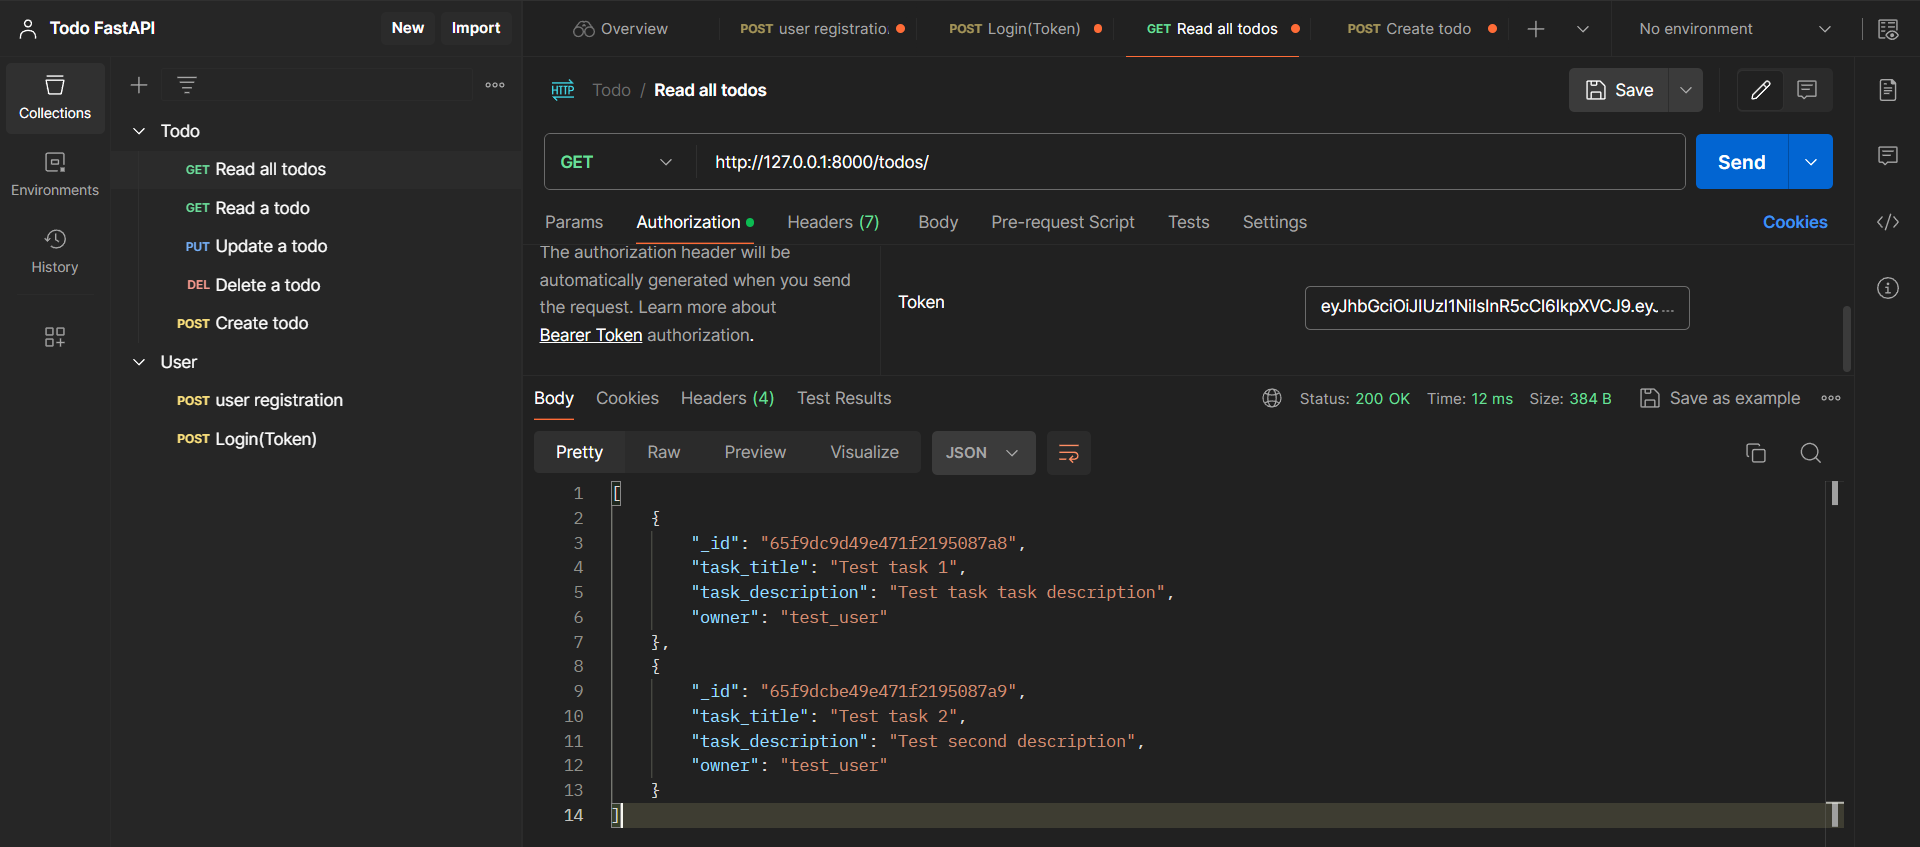 Todo FastAPI
New
Import
Overview
POST user registratio
POST Login(Token)
GET Read all todos
POST Create todo
No environment
Collections
Environments
History
Todo
GET Read all todos
GET Read a todo
PUT Update a todo
DEL Delete a todo
POST Create todo
User
POST user registration
POST Login(Token)
HTTP Todo / Read all todos
Save
GET
http://127.0.0.1:8000/todos/
Send
Params Authorization Headers (7) Body Pre-request Script Tests Settings Cookies
The authorization header will be
automatically generated when you send
the request. Learn more about
Bearer Token authorization.
Token
eyJhbGciOiJIUzI1NiIsInR5cCI6IkpXVCJ9.eyJ...
Body Cookies Headers (4) Test Results
Status: 200 OK Time: 12 ms Size: 384 B Save as example
Pretty Raw Preview Visualize JSON
1 [
2 {
3 "_id": "65f9dc9d49e471f2195087a8",
4 "task_title": "Test task 1",
5 "task_description": "Test task task description",
6 "owner": "test_user"
7 },
8 {
9 "_id": "65f9dcbe49e471f2195087a9",
10 "task_title": "Test task 2",
11 "task_description": "Test second description",
12 "owner": "test_user"
13 }
14 ]